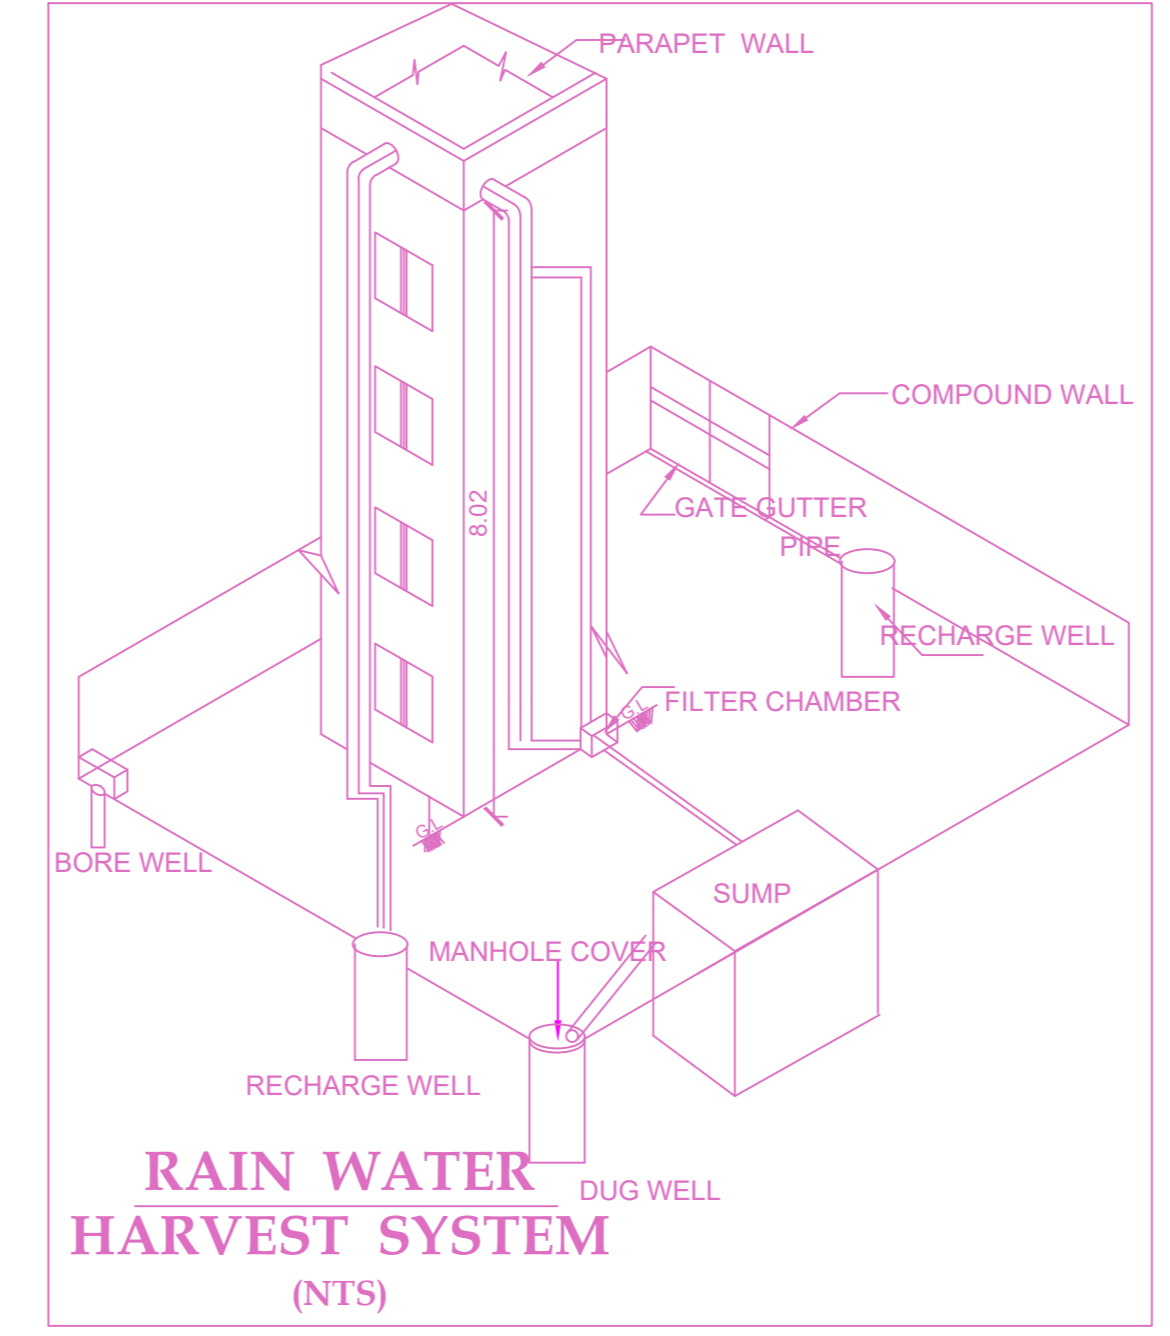 PARAPET WALL
COMPOUND WALL
8.02
GATE GUTTER
PIPE
RECHARGE WELL
FILTER CHAMBER
G.L
G.L
BORE WELL
SUMP
MANHOLE COVER
RECHARGE WELL
DUG WELL
RAIN WATER
HARVEST SYSTEM
(NTS)